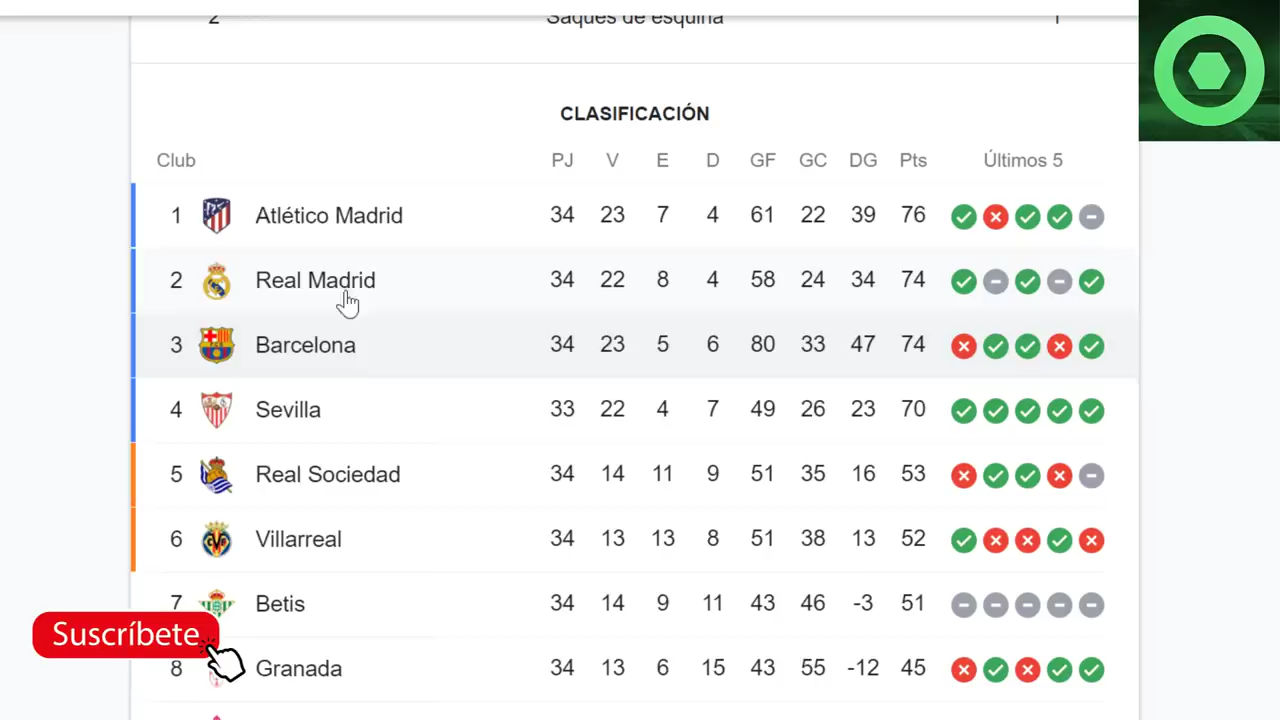 2 Saques de esquina 1
CLASIFICACIÓN
Club PJ V E D GF GC DG Pts Últimos 5
1 Atlético Madrid 34 23 7 4 61 22 39 76
2 Real Madrid 34 22 8 4 58 24 34 74
3 Barcelona 34 23 5 6 80 33 47 74
4 Sevilla 33 22 4 7 49 26 23 70
5 Real Sociedad 34 14 11 9 51 35 16 53
6 Villarreal 34 13 13 8 51 38 13 52
7 Betis 34 14 9 11 43 46 -3 51
Suscríbete
8 Granada 34 13 6 15 43 55 -12 45